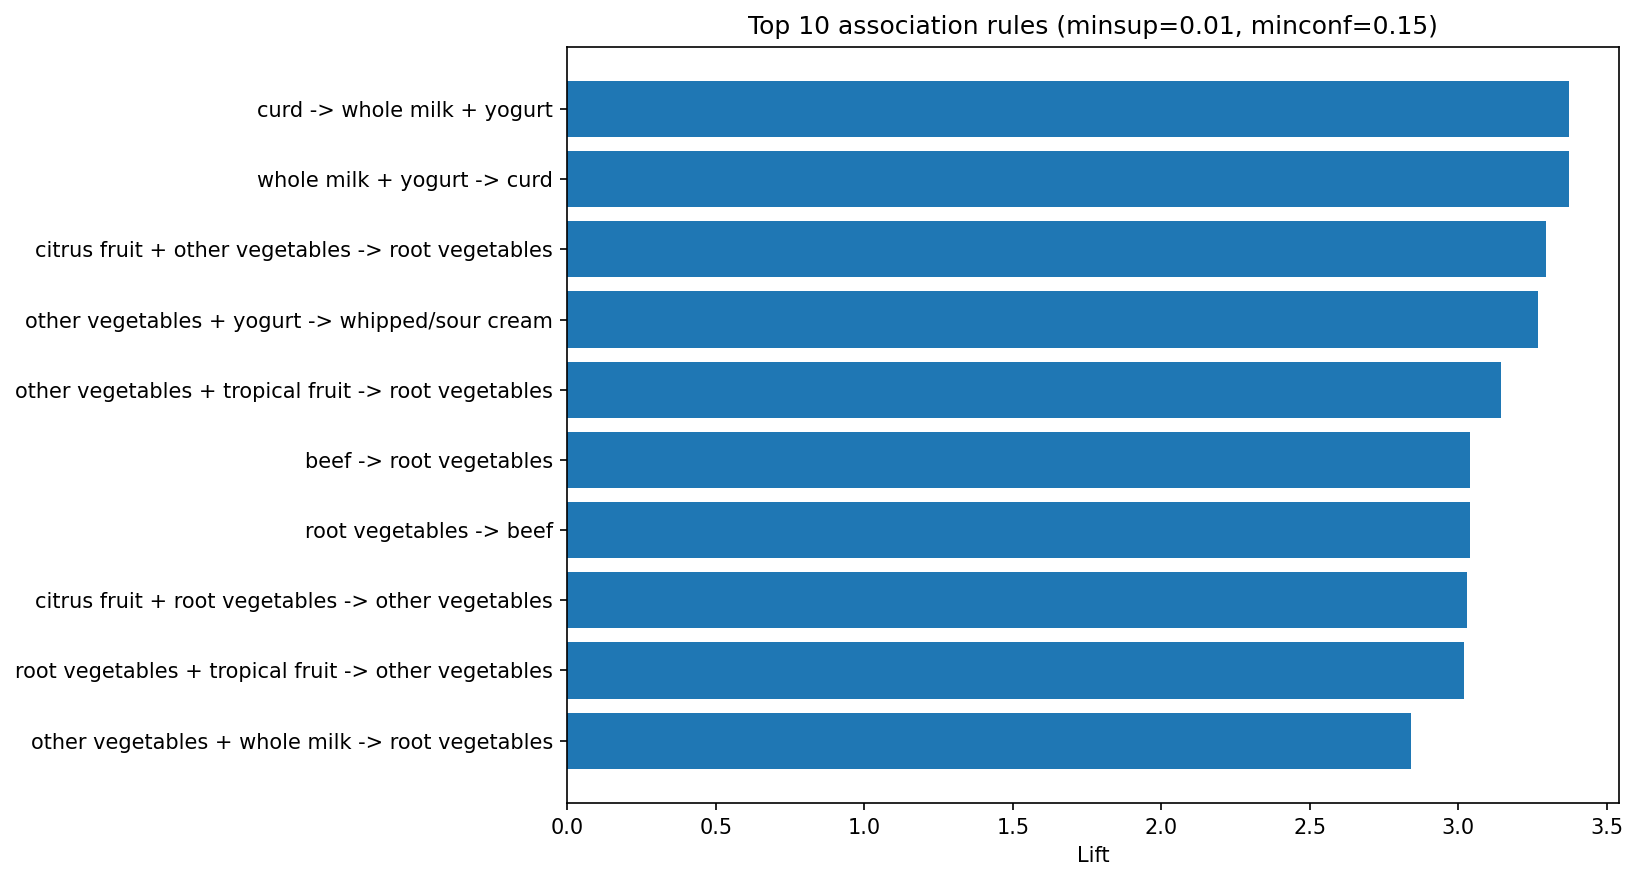 Top 10 association rules (minsup=0.01, minconf=0.15)
curd -> whole milk + yogurt
whole milk + yogurt -> curd
citrus fruit + other vegetables -> root vegetables
other vegetables + yogurt -> whipped/sour cream
other vegetables + tropical fruit -> root vegetables
beef -> root vegetables
root vegetables -> beef
citrus fruit + root vegetables -> other vegetables
root vegetables + tropical fruit -> other vegetables
other vegetables + whole milk -> root vegetables
0.0 0.5 1.0 1.5 2.0 2.5 3.0 3.5
Lift